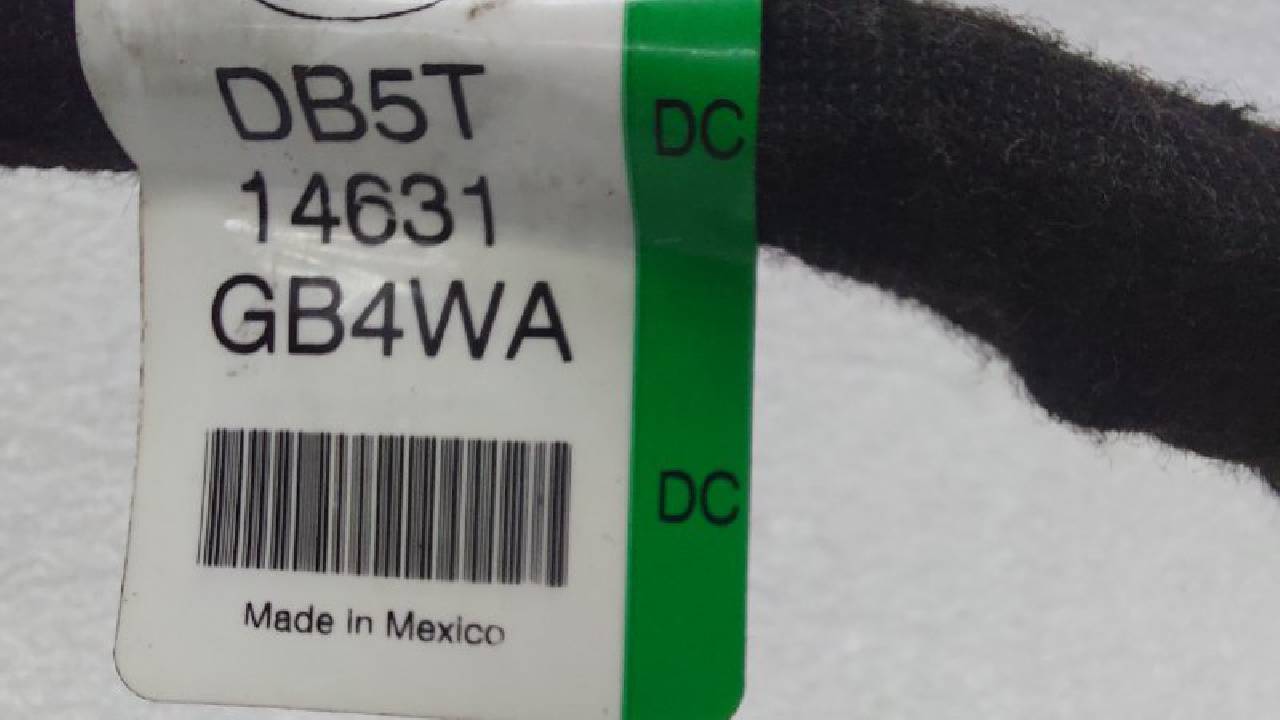 DB5T
14631
GB4WA
Made in Mexico
DC
DC